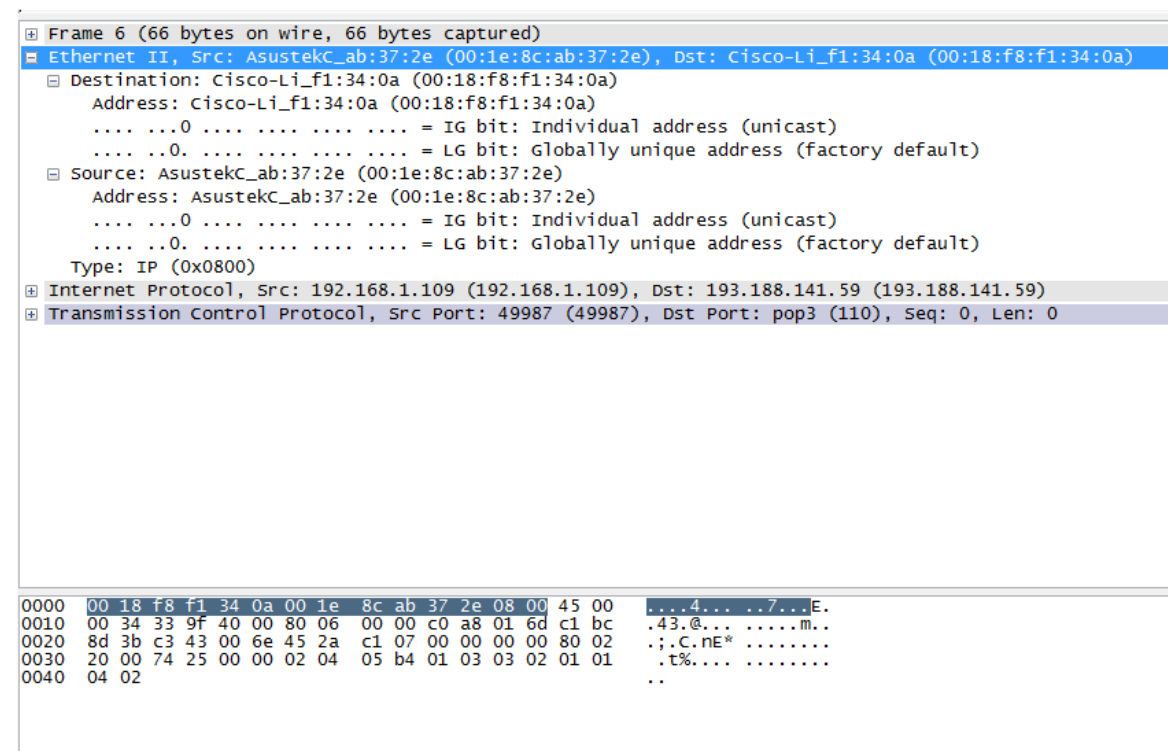 Frame 6 (66 bytes on wire, 66 bytes captured)
Ethernet II, Src: AsustekC_ab:37:2e (00:1e:8c:ab:37:2e), Dst: Cisco-Li_f1:34:0a (00:18:f8:f1:34:0a)
Destination: Cisco-Li_f1:34:0a (00:18:f8:f1:34:0a)
Address: Cisco-Li_f1:34:0a (00:18:f8:f1:34:0a)
.... ...0 .... .... .... .... = IG bit: Individual address (unicast)
.... ..0. .... .... .... .... = LG bit: Globally unique address (factory default)
Source: AsustekC_ab:37:2e (00:1e:8c:ab:37:2e)
Address: AsustekC_ab:37:2e (00:1e:8c:ab:37:2e)
.... ...0 .... .... .... .... = IG bit: Individual address (unicast)
.... ..0. .... .... .... .... = LG bit: Globally unique address (factory default)
Type: IP (0x0800)
Internet Protocol, Src: 192.168.1.109 (192.168.1.109), Dst: 193.188.141.59 (193.188.141.59)
Transmission Control Protocol, Src Port: 49987 (49987), Dst Port: pop3 (110), Seq: 0, Len: 0
0000 00 18 f8 f1 34 0a 00 1e 8c ab 37 2e 08 00 45 00 ....4... ..7...E.
0010 00 34 33 9f 40 00 80 06 00 00 c0 a8 01 6d c1 bc .43.@... .....m..
0020 8d 3b c3 43 00 6e 45 2a c1 07 00 00 00 00 80 02 .;.C.nE* ........
0030 20 00 74 25 00 00 02 04 05 b4 01 03 03 02 01 01 .t%.... ........
0040 04 02 ..